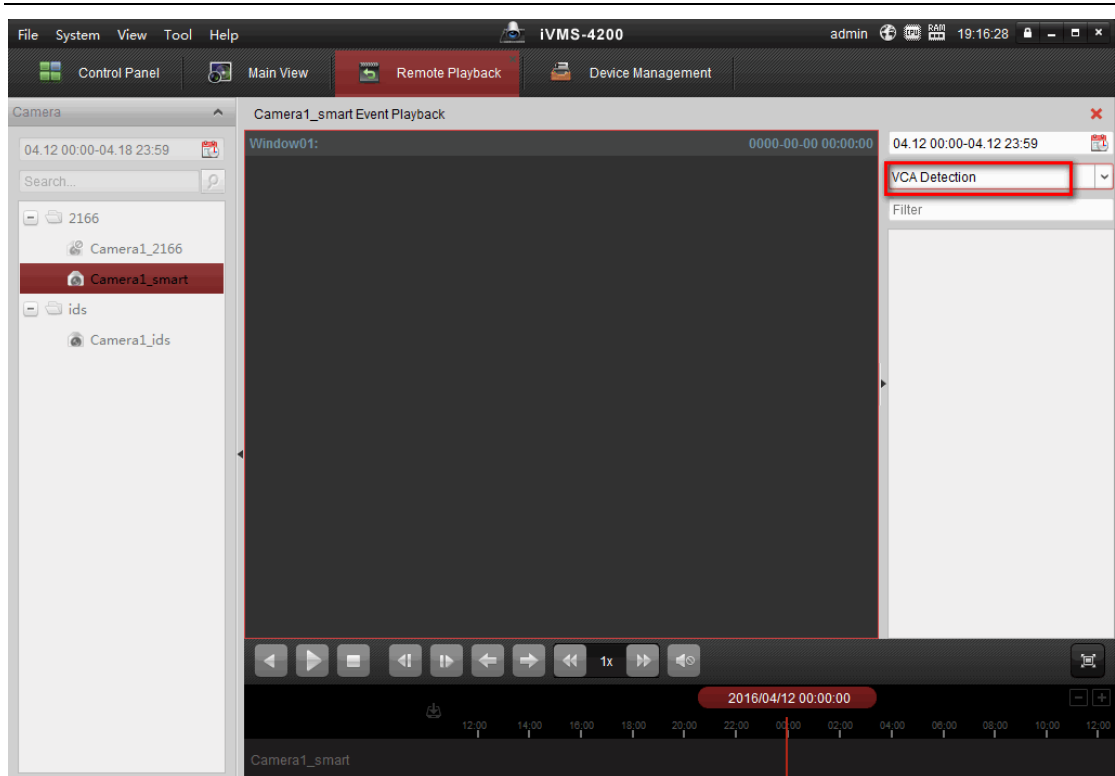 File System View Tool Help iVMS-4200 admin CPU RAM 19:16:28
Control Panel Main View Remote Playback Device Management
Camera
Camera1_smart Event Playback
04.12 00:00-04.18 23:59
Search...
2166
Camera1_2166
Camera1_smart
ids
Camera1_ids
Window01: 0000-00-00 00:00:00
04.12 00:00-04.12 23:59
VCA Detection
Filter
1x
2016/04/12 00:00:00
12:00 14:00 16:00 18:00 20:00 22:00 00:00 02:00 04:00 06:00 08:00 10:00 12:00
Camera1_smart